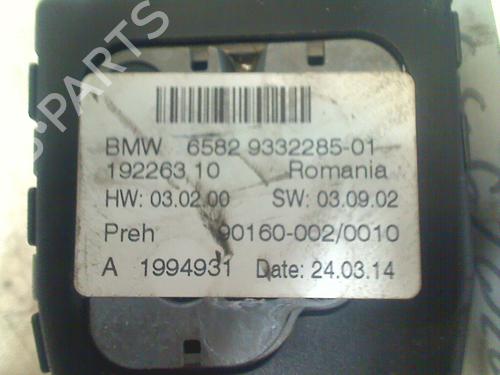 BMW 6582 9332285-01
192263 10 Romania
HW: 03.02.00 SW: 03.09.02
Preh 90160-002/0010
A 1994931 Date: 24.03.14
PARTS